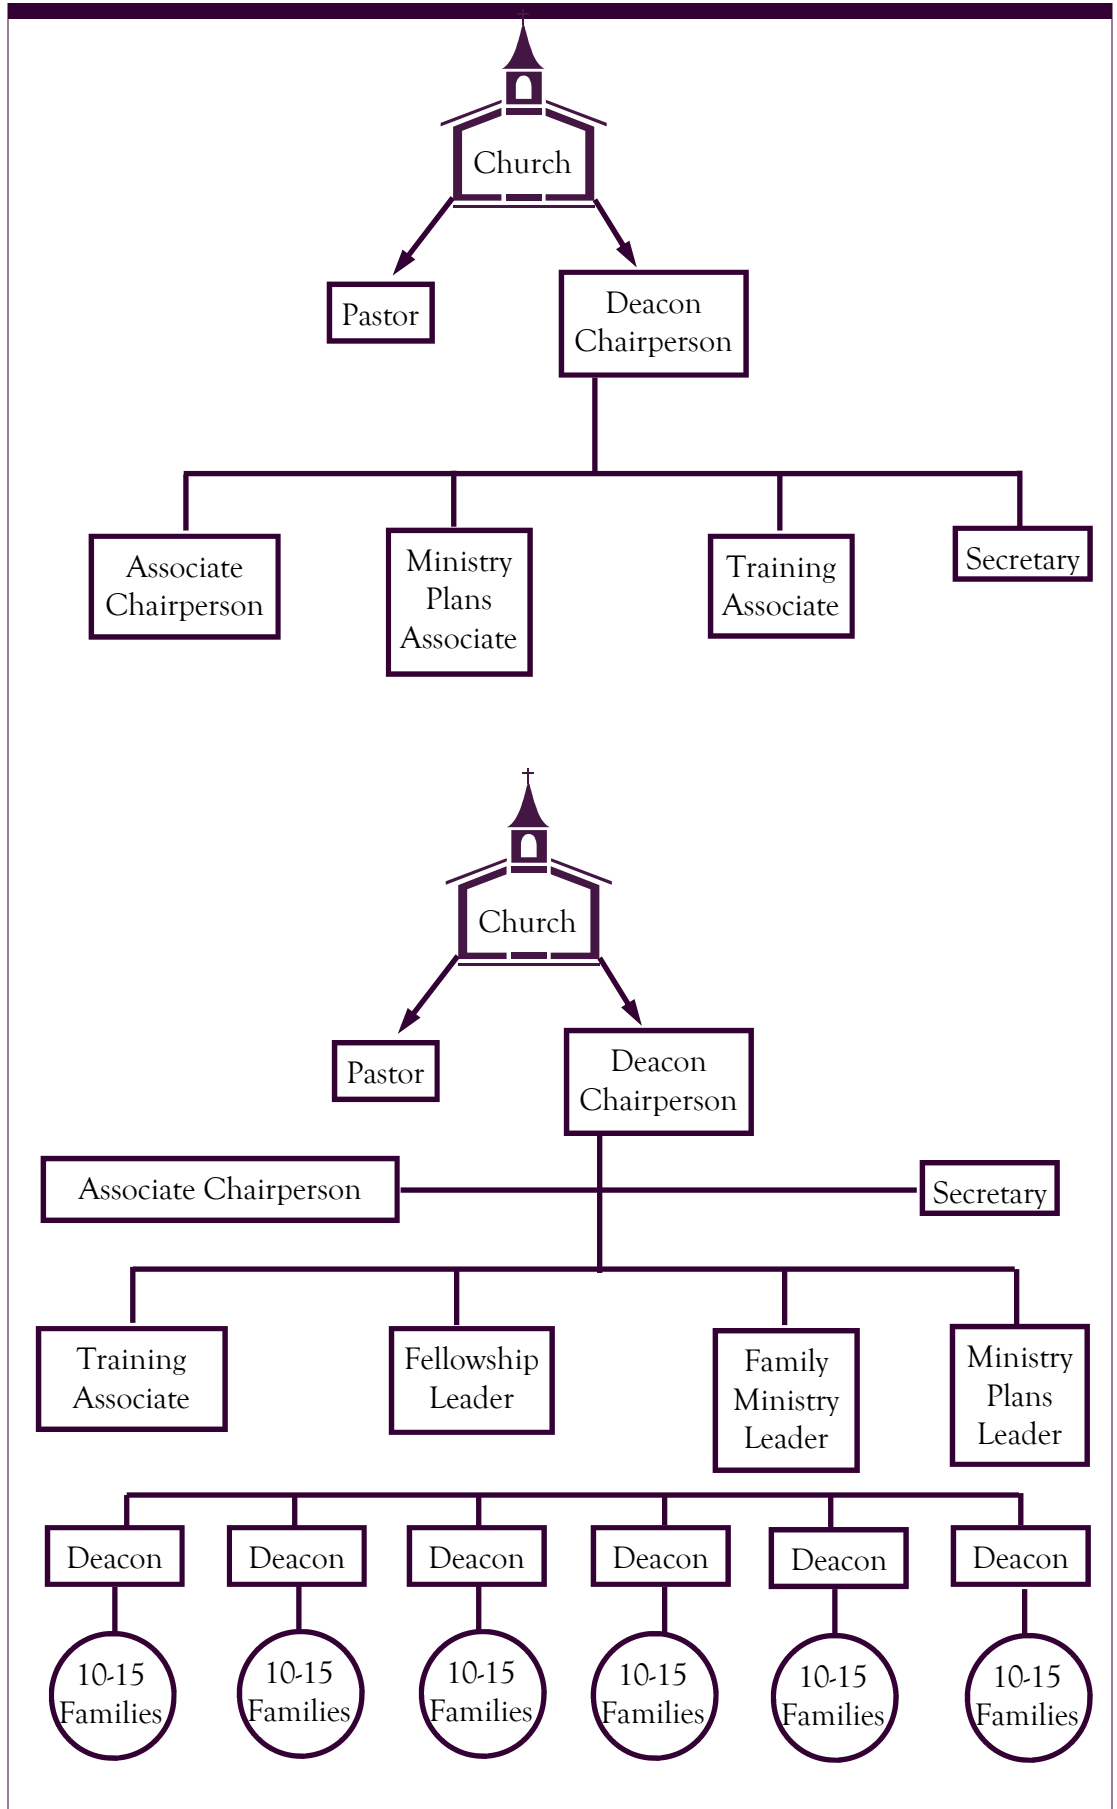 Church
Pastor
Deacon
Chairperson
Associate
Chairperson
Ministry
Plans
Associate
Training
Associate
Secretary
Church
Pastor
Deacon
Chairperson
Associate Chairperson
Secretary
Training
Associate
Fellowship
Leader
Family
Ministry
Leader
Ministry
Plans
Leader
Deacon
Deacon
Deacon
Deacon
Deacon
Deacon
10-15
Families
10-15
Families
10-15
Families
10-15
Families
10-15
Families
10-15
Families